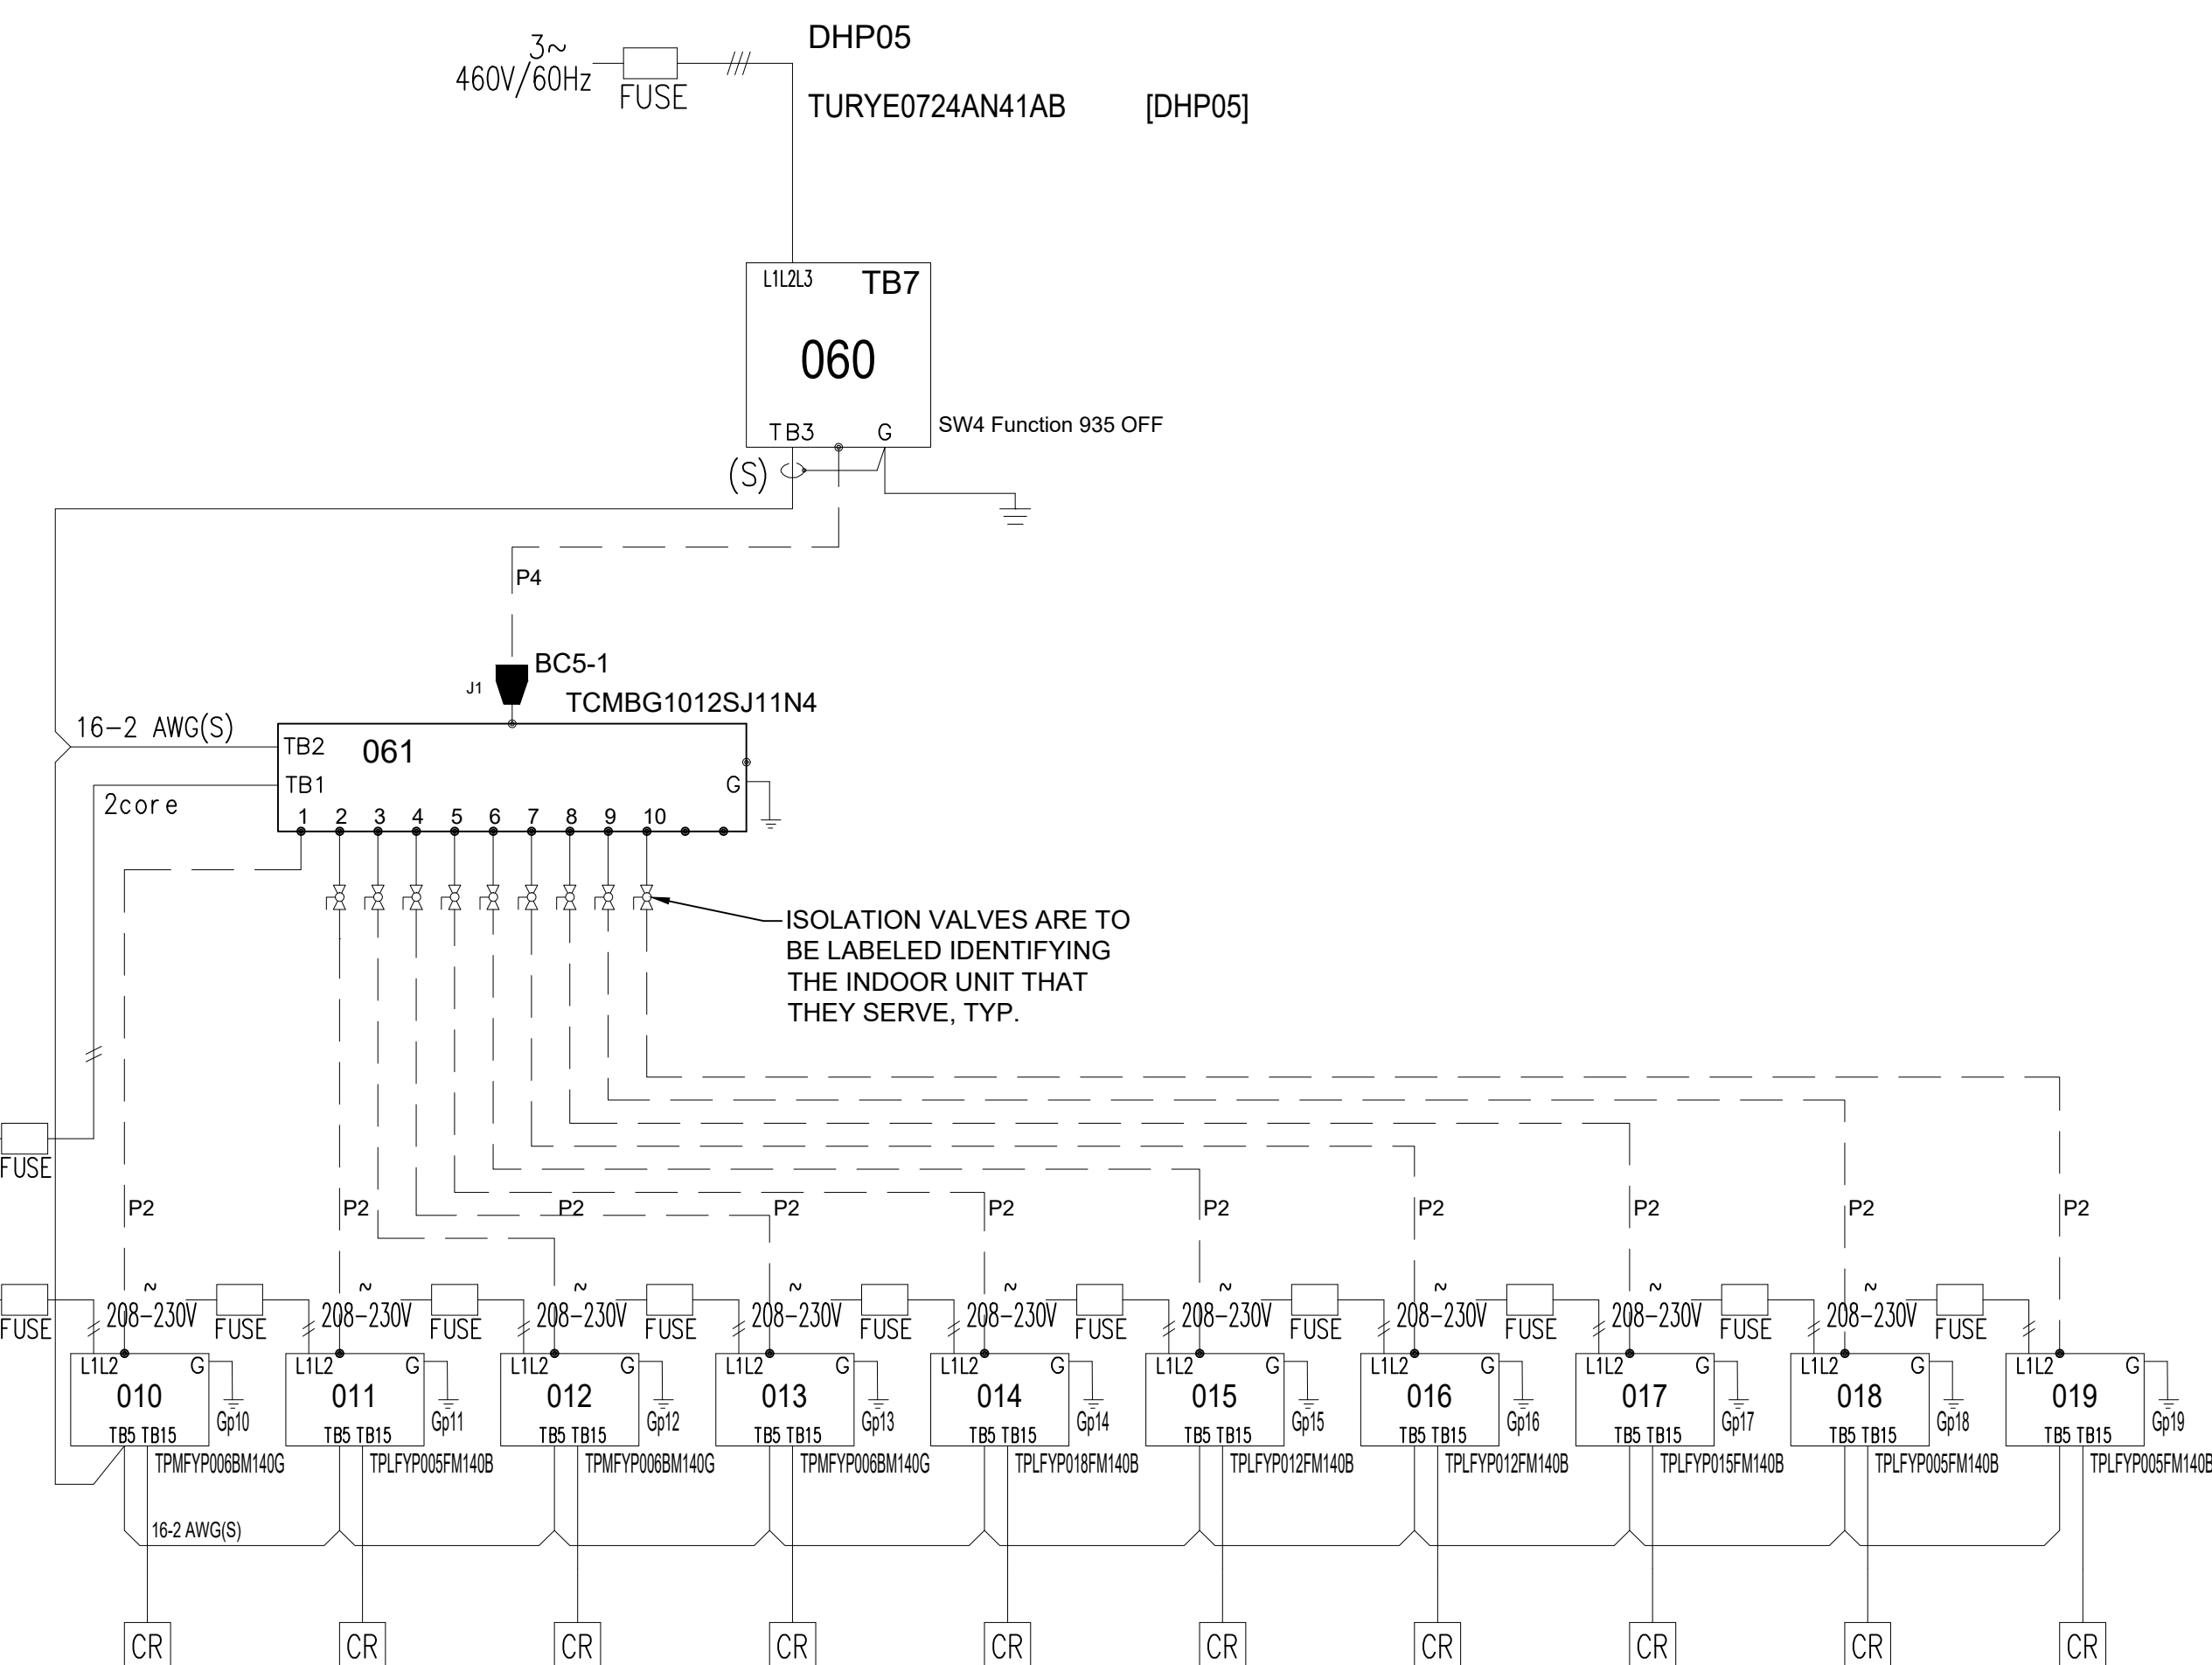 DHP05
3~
460V/60Hz
FUSE
TURYE0724AN41AB [DHP05]
L1L2L3 TB7
060
SW4 Function 935 OFF
TB3 G
(S)
P4
BC5-1
J1
TCMBG1012SJ11N4
16-2 AWG(S)
TB2 061
TB1 G
2core
1 2 3 4 5 6 7 8 9 10
ISOLATION VALVES ARE TO
BE LABELED IDENTIFYING
THE INDOOR UNIT THAT
THEY SERVE, TYP.
FUSE
P2 P2 P2 P2 P2 P2 P2 P2 P2 P2
~ ~ ~ ~ ~ ~ ~ ~ ~
208-230V 208-230V 208-230V 208-230V 208-230V 208-230V 208-230V 208-230V 208-230V
FUSE FUSE FUSE FUSE FUSE FUSE FUSE FUSE FUSE FUSE
L1L2 G L1L2 G L1L2 G L1L2 G L1L2 G L1L2 G L1L2 G L1L2 G L1L2 G L1L2 G
010 011 012 013 014 015 016 017 018 019
Gp10 Gp11 Gp12 Gp13 Gp14 Gp15 Gp16 Gp17 Gp18 Gp19
TB5 TB15 TB5 TB15 TB5 TB15 TB5 TB15 TB5 TB15 TB5 TB15 TB5 TB15 TB5 TB15 TB5 TB15 TB5 TB15
TPMFYP006BM140G TPLFYP005FM140B TPMFYP006BM140G TPMFYP006BM140G TPLFYP018FM140B TPLFYP012FM140B TPLFYP012FM140B TPLFYP015FM140B TPLFYP005FM140B TPLFYP005FM140B
16-2 AWG(S)
CR CR CR CR CR CR CR CR CR CR